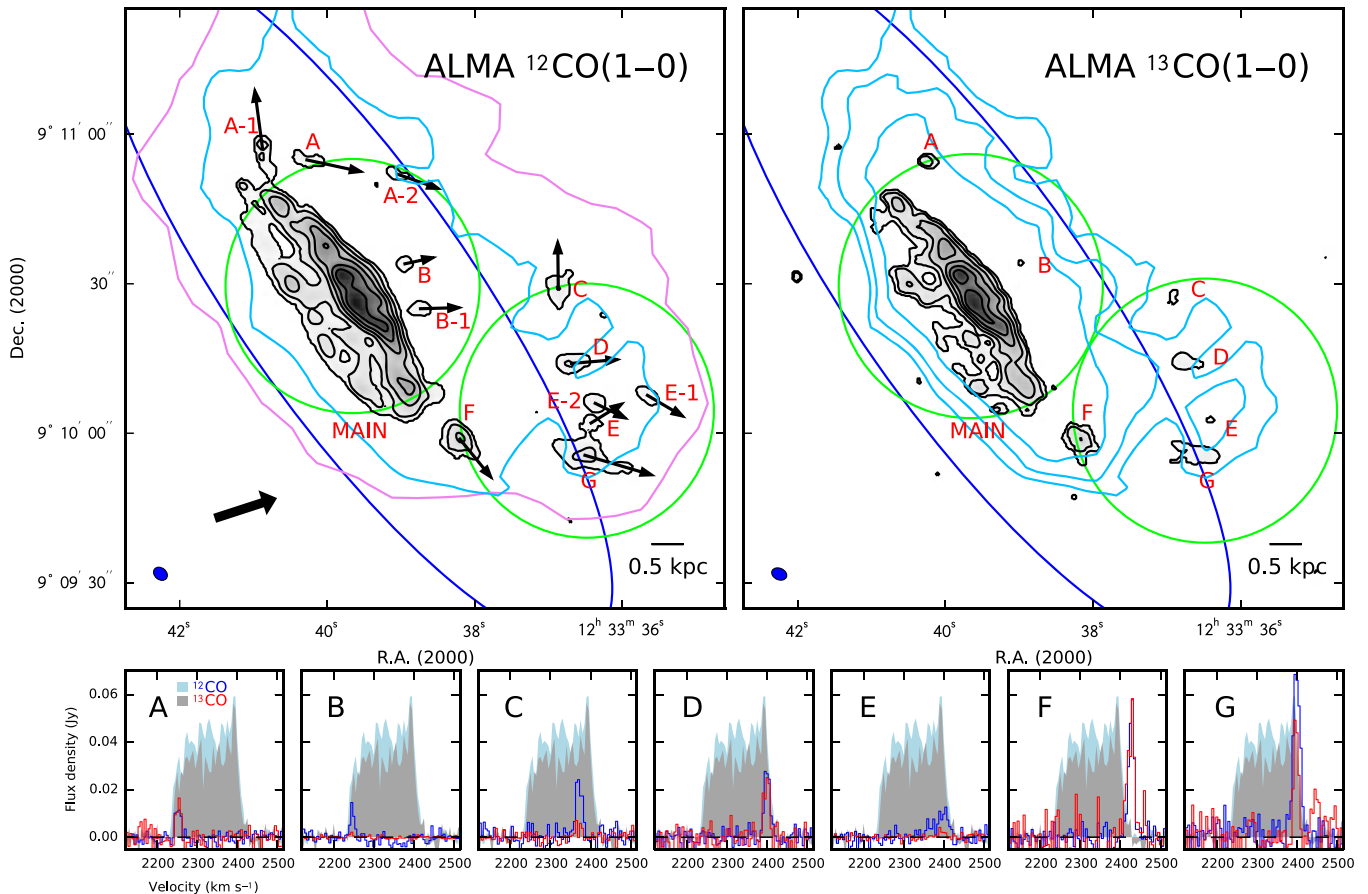 ALMA ¹²CO(1–0)
ALMA ¹³CO(1–0)
Dec. (2000)
9° 11′ 00″
30″
9° 10′ 00″
9° 09′ 30″
A-1
A
A-2
B
B-1
C
D
E-1
E-2
E
F
G
MAIN
0.5 kpc
A
B
C
D
E
F
G
MAIN
0.5 kpc
42ˢ 40ˢ 38ˢ 12ʰ 33ᵐ 36ˢ
42ˢ 40ˢ 38ˢ 12ʰ 33ᵐ 36ˢ
R.A. (2000)
R.A. (2000)
Flux density (Jy)
0.06
0.04
0.02
0.00
A
¹²CO
¹³CO
B
C
D
E
F
G
2200 2300 2400 2500
2200 2300 2400 2500
2200 2300 2400 2500
2200 2300 2400 2500
2200 2300 2400 2500
2200 2300 2400 2500
2200 2300 2400 2500
Velocity (km s⁻¹)